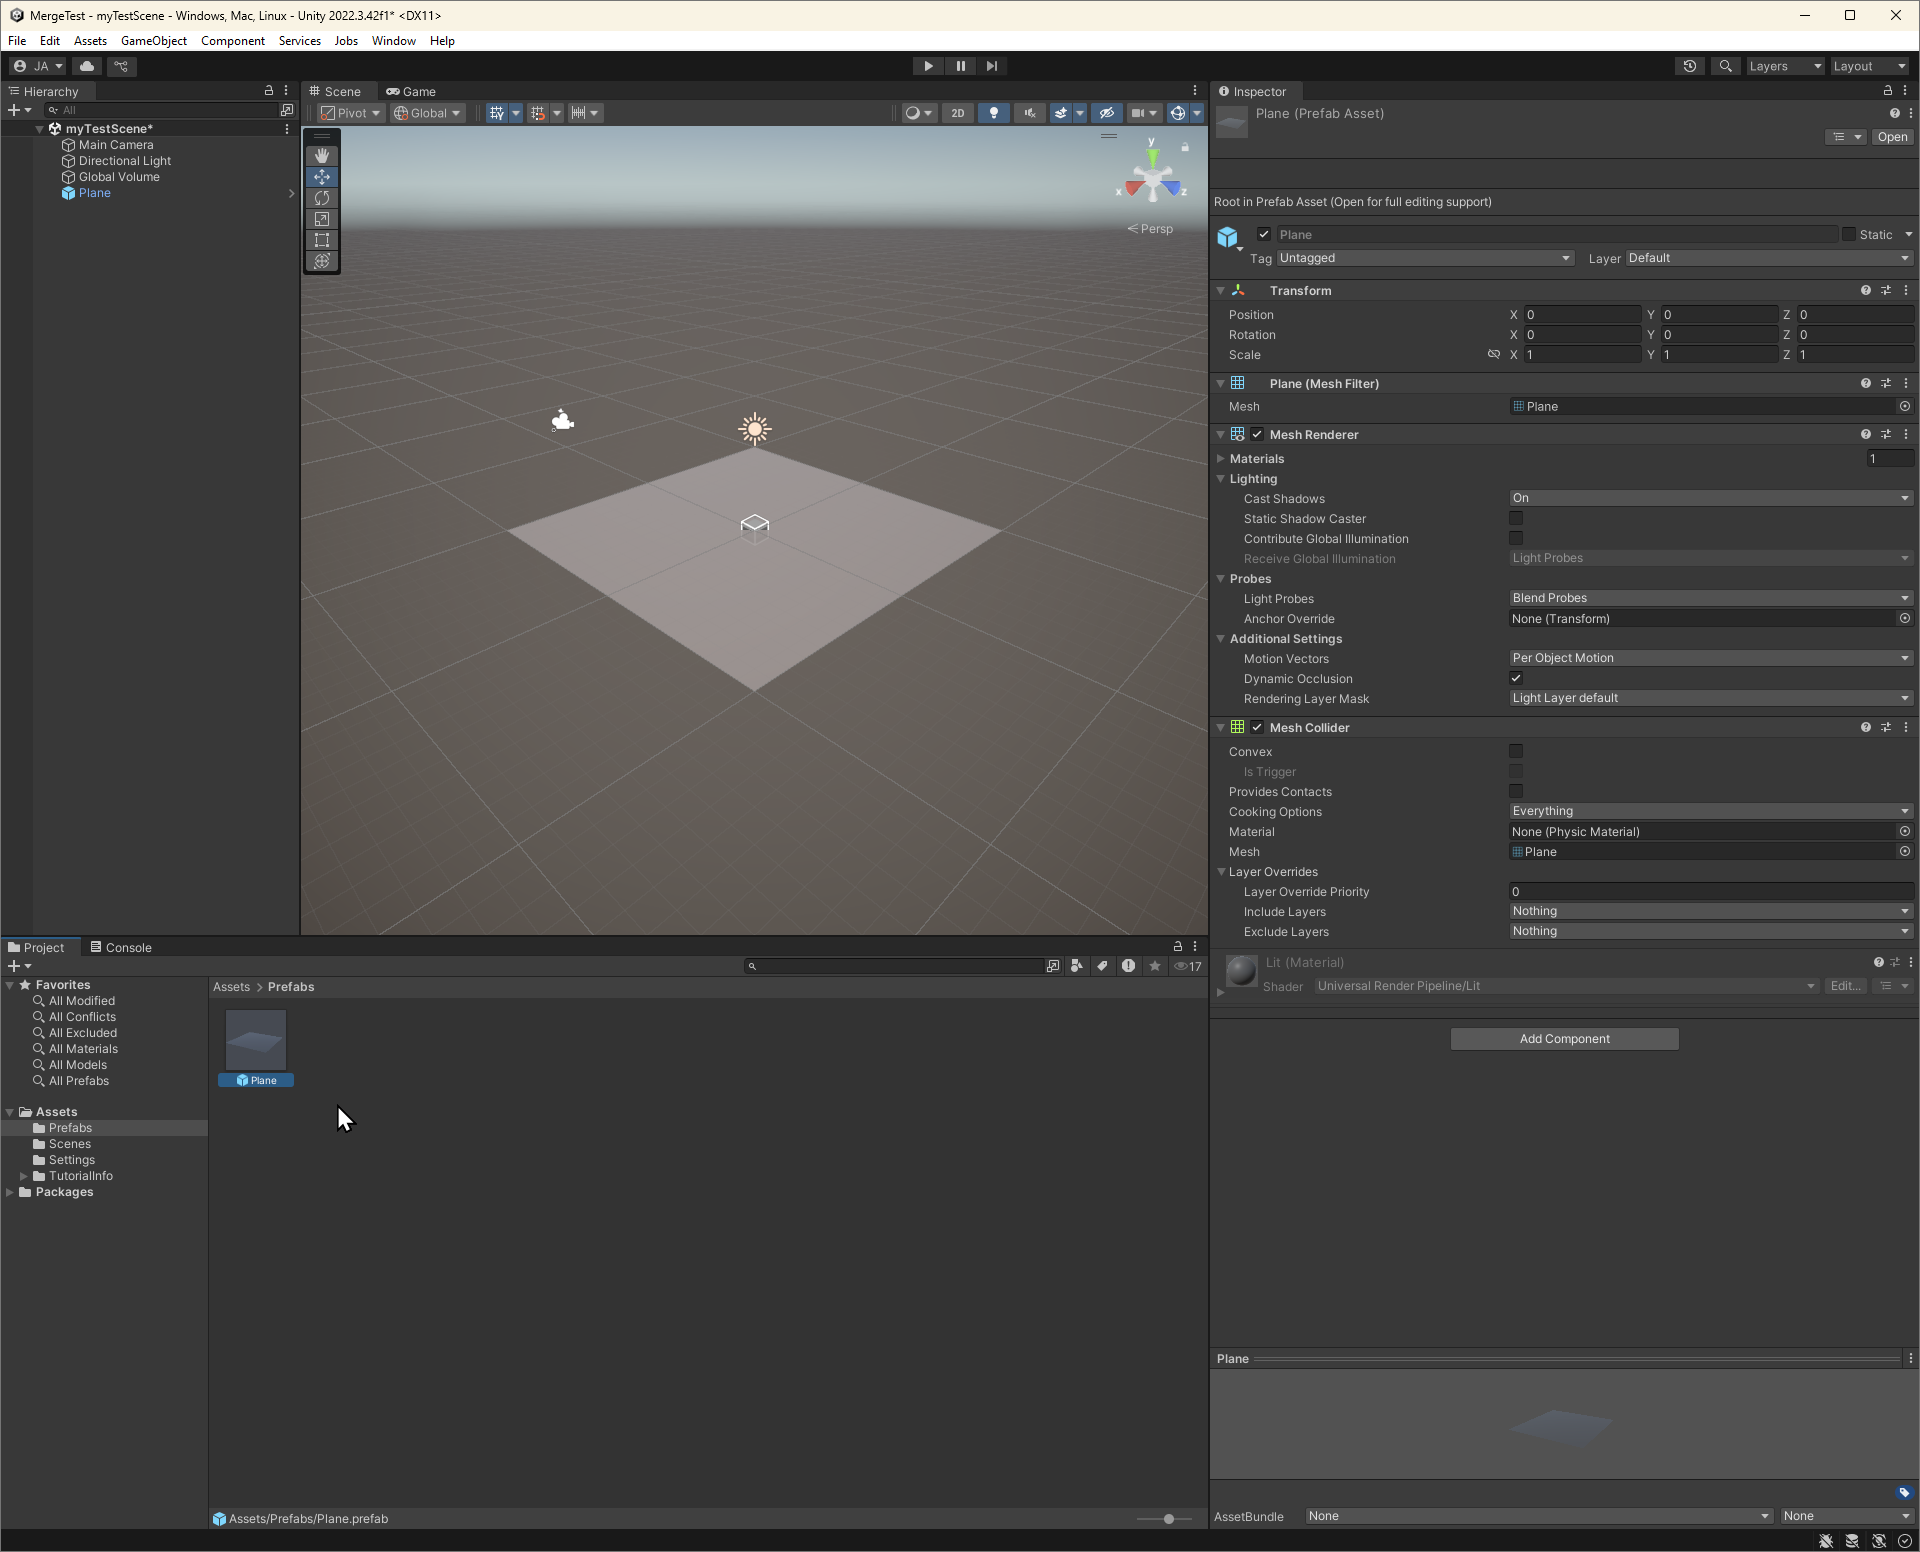 MergeTest - myTestScene - Windows, Mac, Linux - Unity 2022.3.42f1* <DX11>
File Edit Assets GameObject Component Services Jobs Window Help
JA
Layers Layout
Hierarchy
All
myTestScene*
Main Camera
Directional Light
Global Volume
Plane
Scene Game
Pivot Global 2D
y
x z
Persp
Inspector
Plane (Prefab Asset)
Open
Root in Prefab Asset (Open for full editing support)
Plane Static
Tag Untagged Layer Default
Transform
Position X 0 Y 0 Z 0
Rotation X 0 Y 0 Z 0
Scale X 1 Y 1 Z 1
Plane (Mesh Filter)
Mesh Plane
Mesh Renderer
Materials 1
Lighting
Cast Shadows On
Static Shadow Caster
Contribute Global Illumination
Receive Global Illumination Light Probes
Probes
Light Probes Blend Probes
Anchor Override None (Transform)
Additional Settings
Motion Vectors Per Object Motion
Dynamic Occlusion
Rendering Layer Mask Light Layer default
Mesh Collider
Convex
Is Trigger
Provides Contacts
Cooking Options Everything
Material None (Physic Material)
Mesh Plane
Layer Overrides
Layer Override Priority 0
Include Layers Nothing
Exclude Layers Nothing
Lit (Material)
Shader Universal Render Pipeline/Lit Edit...
Add Component
Plane
AssetBundle None None
Project Console
17
Favorites
All Modified
All Conflicts
All Excluded
All Materials
All Models
All Prefabs
Assets
Prefabs
Scenes
Settings
TutorialInfo
Packages
Assets > Prefabs
Plane
Assets/Prefabs/Plane.prefab